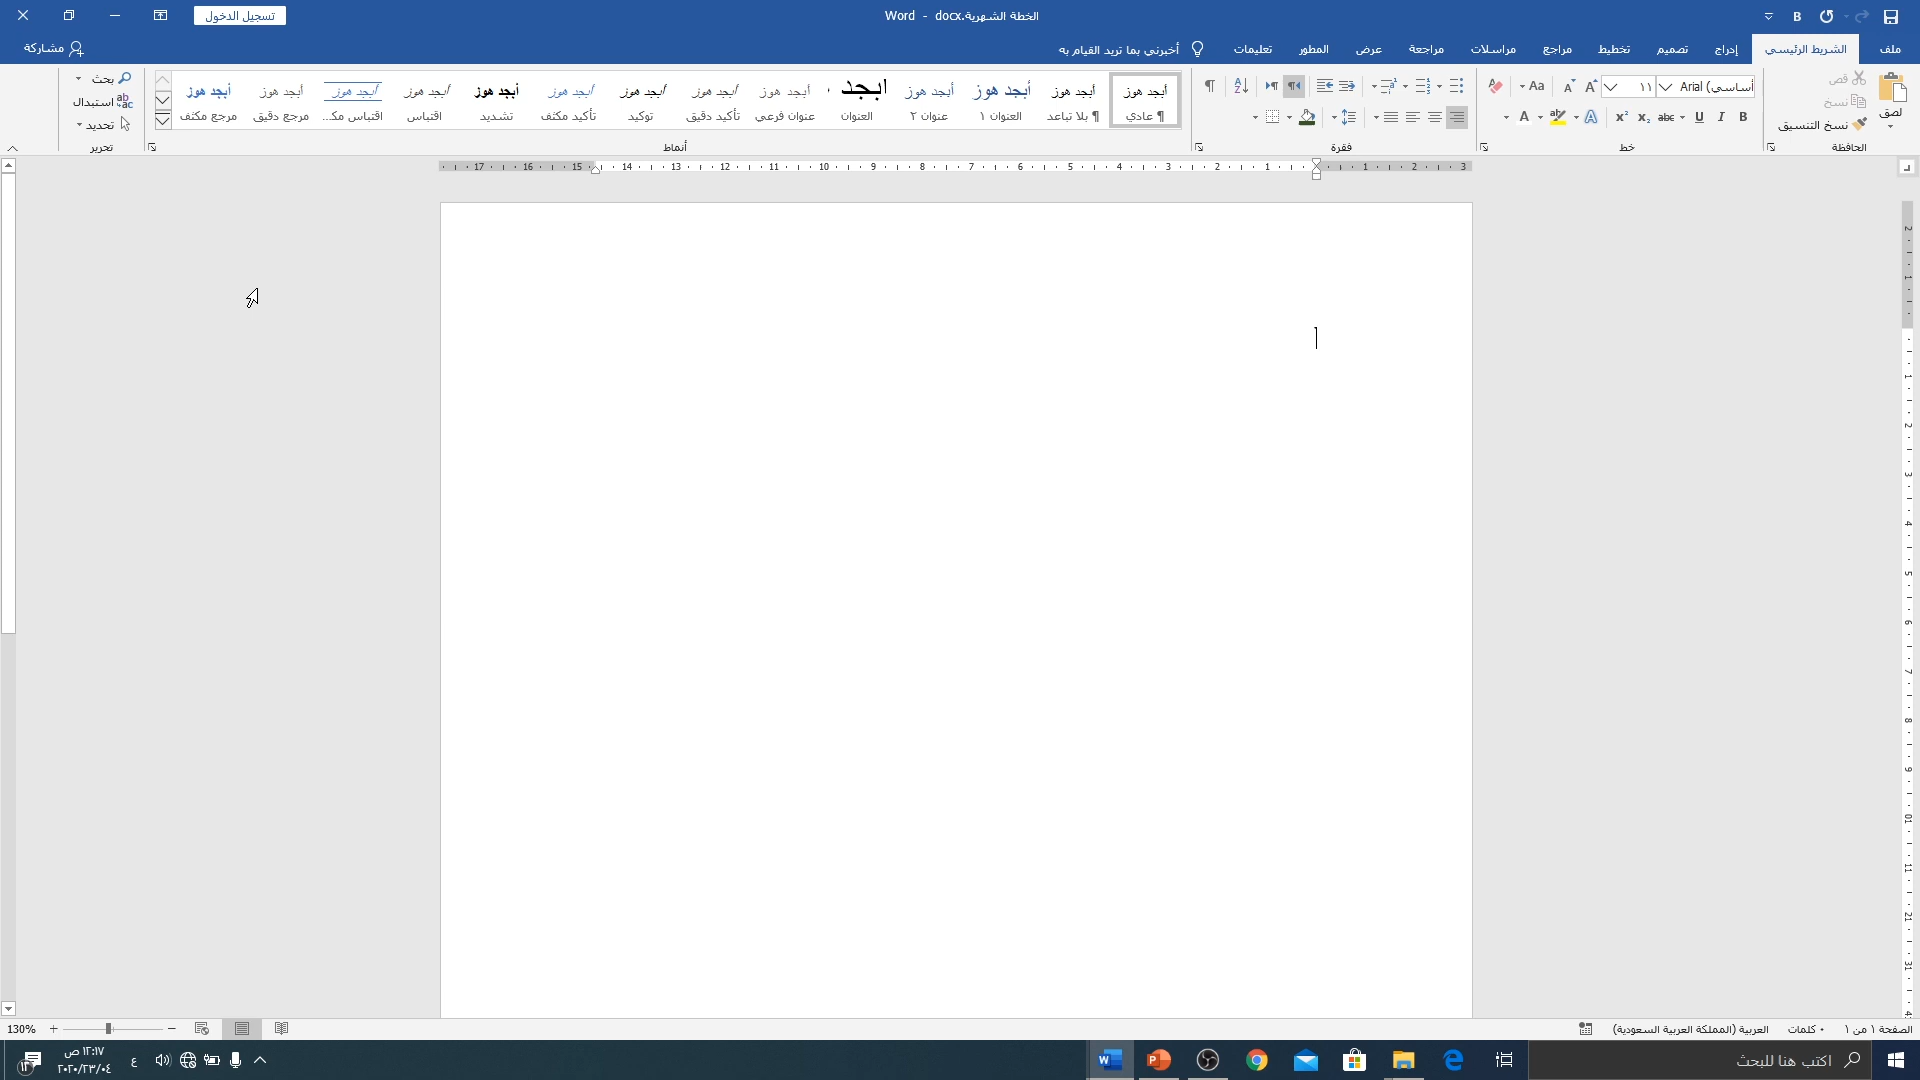 الخطة الشهرية.docx - Word
تسجيل الدخول
B
ملف
الشريط الرئيسي
إدراج
تصميم
تخطيط
مراجع
مراسلات
مراجعة
عرض
المطور
تعليمات
أخبرني بما تريد القيام به
مشاركة
لصق
قص
نسخ
نسخ التنسيق
الحافظة
Arial (أساسي
١١
Aa
خط
فقرة
أبجد هوز
¶ عادي
أبجد هوز
¶ بلا تباعد
أبجد هوز
العنوان ١
أبجد هوز
عنوان ٢
ابجد
العنوان
أبجد هوز
عنوان فرعي
أبجد هوز
تأكيد دقيق
أبجد هوز
توكيد
أبجد هوز
تأكيد مكثف
أبجد هوز
تشديد
أبجد هوز
اقتباس
أبجد هوز
اقتباس مك...
أبجد هوز
مرجع دقيق
أبجد هوز
مرجع مكثف
أنماط
بحث
استبدال
تحديد
تحرير
3 2 1 1 2 3 4 5 6 7 8 9 10 11 12 13 14 15 16 17
الصفحة ١ من ١
٠ كلمات
العربية (المملكة العربية السعودية)
130%
اكتب هنا للبحث
ع
١٢:١٧ ص
٢٠٢٠/٢٣/٠٤